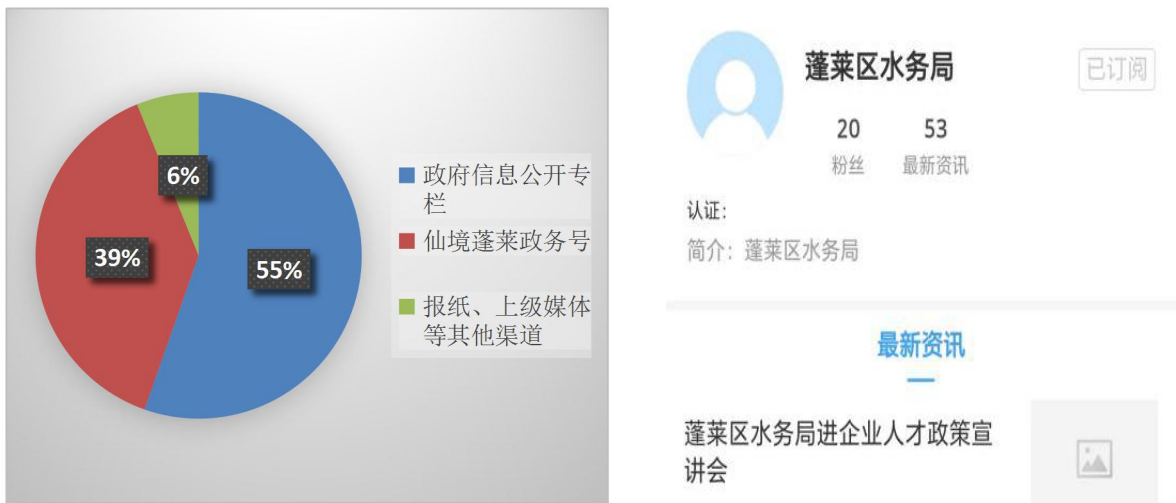 6%
39%
55%
政府信息公开专
栏
仙境蓬莱政务号
报纸、上级媒体
等其他渠道
蓬莱区水务局
已订阅
20
53
粉丝
最新资讯
认证:
简介: 蓬莱区水务局
最新资讯
蓬莱区水务局进企业人才政策宣
讲会